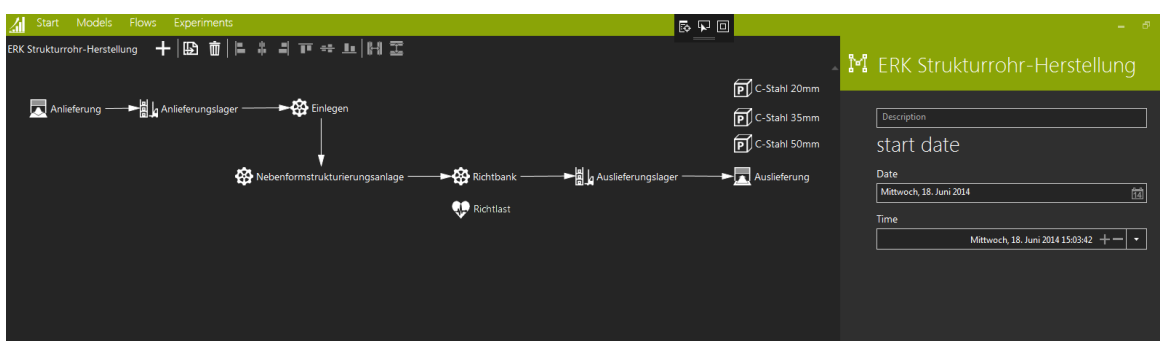 Start Models Flows Experiments
ERK Strukturrohr-Herstellung
ERK Strukturrohr-Herstellung
C-Stahl 20mm
Anlieferung Anlieferungslager Einlegen
C-Stahl 35mm
C-Stahl 50mm
Nebenformstrukturierungsanlage Richtbank Auslieferungslager Auslieferung
Richtlast
Description
start date
Date
Mittwoch, 18. Juni 2014
14
Time
Mittwoch, 18. Juni 2014 15:03:42